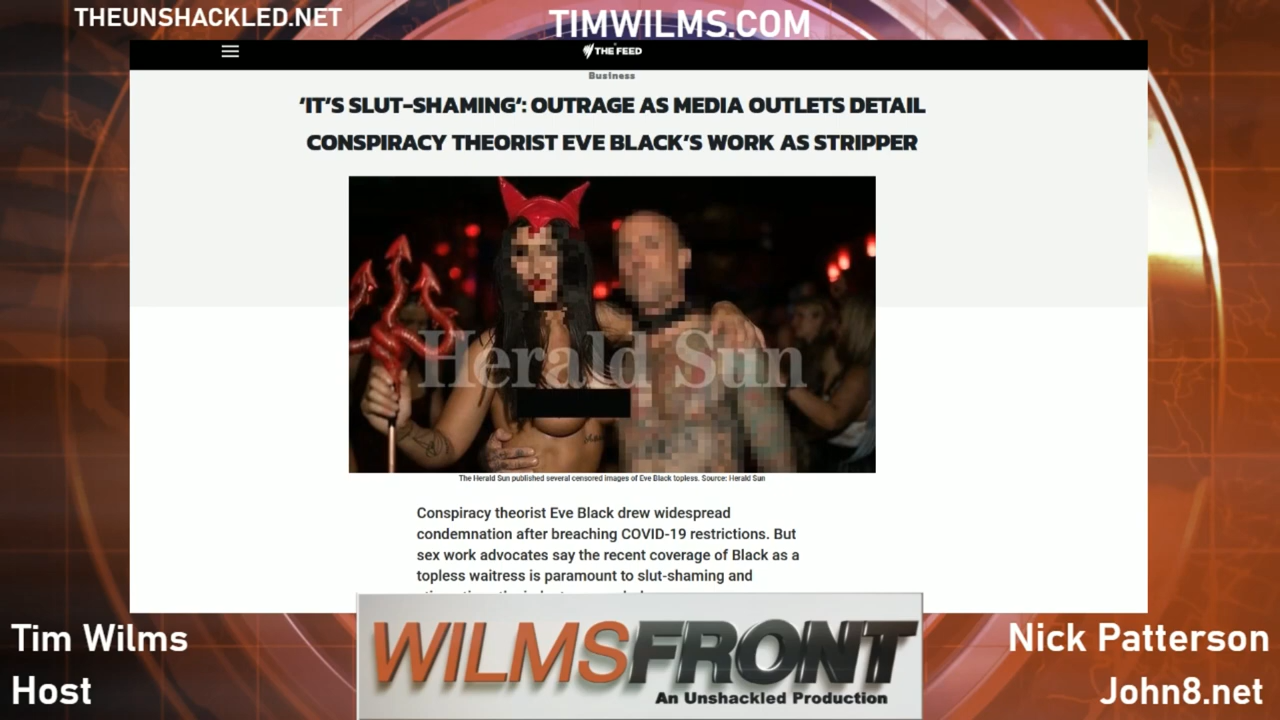 THEUNSHACKLED.NET
TIMWILMS.COM
THE FEED
Business
‘IT’S SLUT-SHAMING’: OUTRAGE AS MEDIA OUTLETS DETAIL
CONSPIRACY THEORIST EVE BLACK’S WORK AS STRIPPER
Herald Sun
The Herald Sun published several censored images of Eve Black topless. Source: Herald Sun
Conspiracy theorist Eve Black drew widespread
condemnation after breaching COVID-19 restrictions. But
sex work advocates say the recent coverage of Black as a
topless waitress is paramount to slut-shaming and
Tim Wilms
Host
WILMSFRONT
An Unshackled Production
Nick Patterson
John8.net